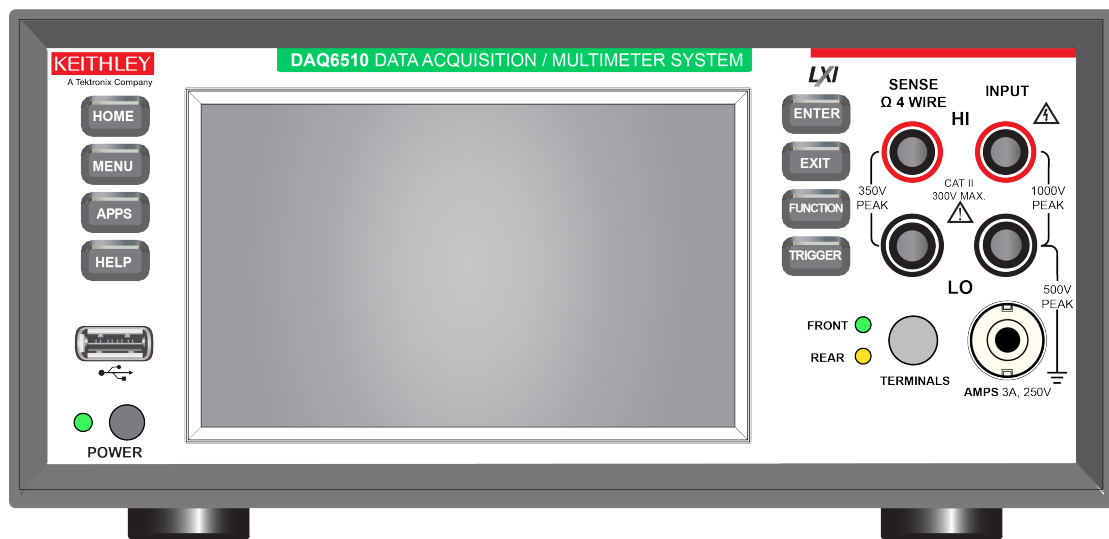 KEITHLEY
A Tektronix Company
DAQ6510 DATA ACQUISITION / MULTIMETER SYSTEM
LXI
HOME
MENU
APPS
HELP
POWER
ENTER
EXIT
FUNCTION
TRIGGER
SENSE
Ω 4 WIRE
INPUT
HI
350V
PEAK
CAT II
300V MAX.
1000V
PEAK
LO
500V
PEAK
FRONT
REAR
TERMINALS
AMPS 3A, 250V